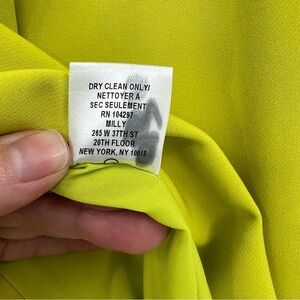 DRY CLEAN ONLY/
NETTOYER A
SEC SEULEMENT
RN 104297
MILLY
265 W 37TH ST
20TH FLOOR
NEW YORK, NY 10018